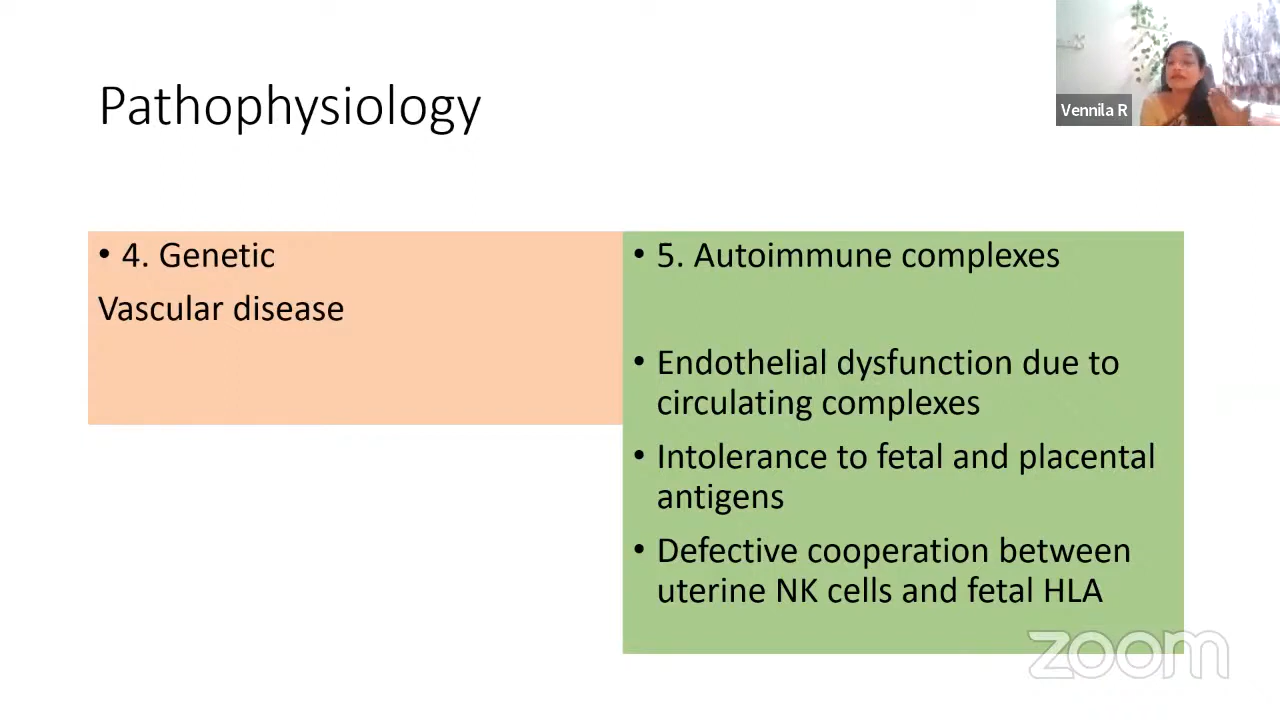 Pathophysiology
Vennila R
• 4. Genetic
Vascular disease
• 5. Autoimmune complexes
• Endothelial dysfunction due to
circulating complexes
• Intolerance to fetal and placental
antigens
• Defective cooperation between
uterine NK cells and fetal HLA
zoom